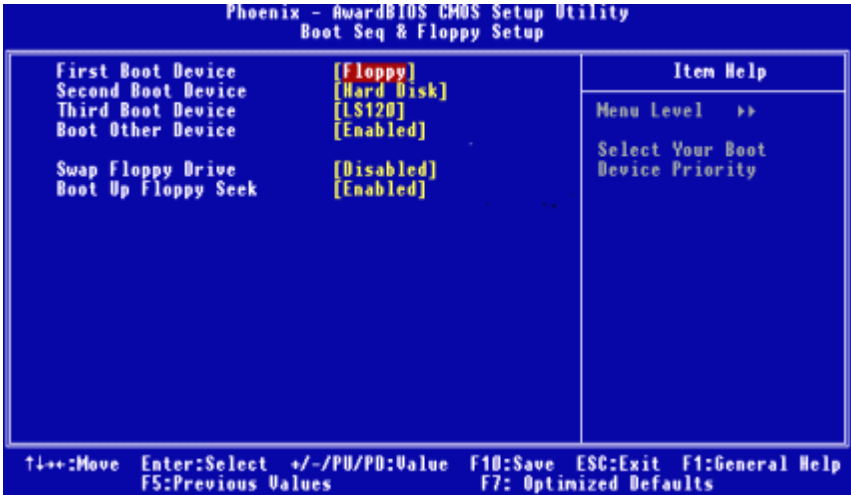 Phoenix - AwardBIOS CMOS Setup Utility
Boot Seq & Floppy Setup
First Boot Device [Floppy]
Second Boot Device [Hard Disk]
Third Boot Device [LS120]
Boot Other Device [Enabled]
Swap Floppy Drive [Disabled]
Boot Up Floppy Seek [Enabled]
Item Help
Menu Level ▸▸
Select Your Boot
Device Priority
↑↓→←:Move Enter:Select +/-/PU/PD:Value F10:Save ESC:Exit F1:General Help
F5:Previous Values F7: Optimized Defaults